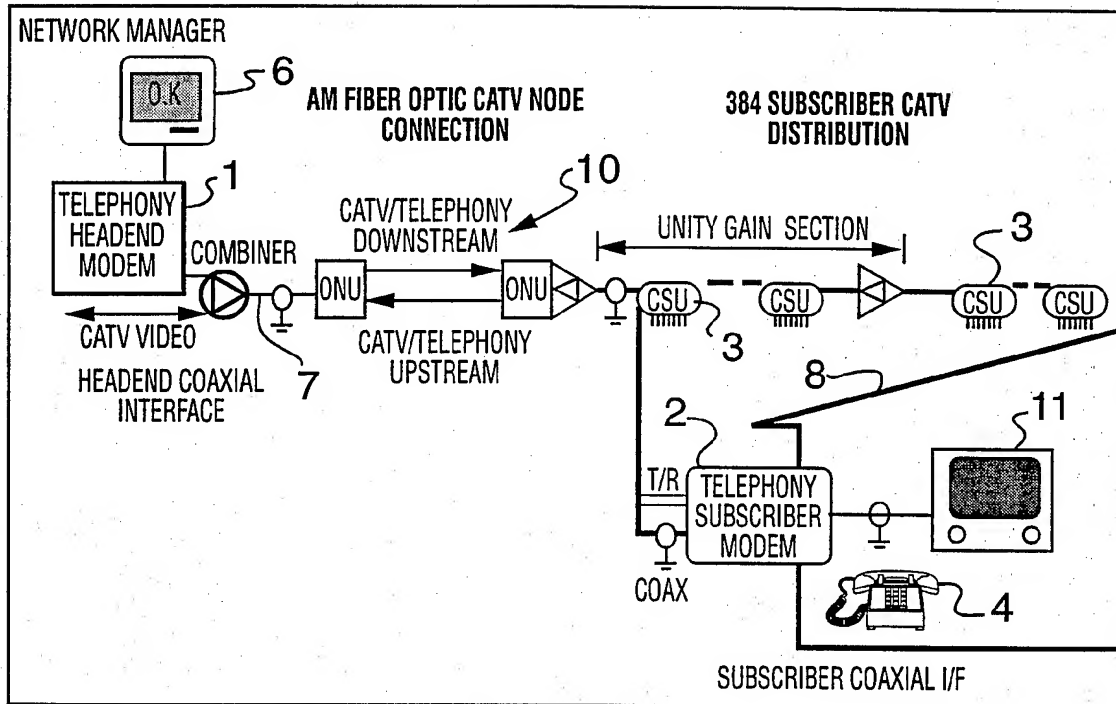 NETWORK MANAGER
O.K
6
AM FIBER OPTIC CATV NODE
CONNECTION
384 SUBSCRIBER CATV
DISTRIBUTION
1
TELEPHONY
HEADEND
MODEM
COMBINER
CATV/TELEPHONY
DOWNSTREAM
10
UNITY GAIN SECTION
3
ONU
ONU
CSU
CSU
CSU
CSU
CATV VIDEO
CATV/TELEPHONY
UPSTREAM
3
HEADEND COAXIAL
INTERFACE
7
8
2
11
T/R
TELEPHONY
SUBSCRIBER
MODEM
COAX
4
SUBSCRIBER COAXIAL I/F